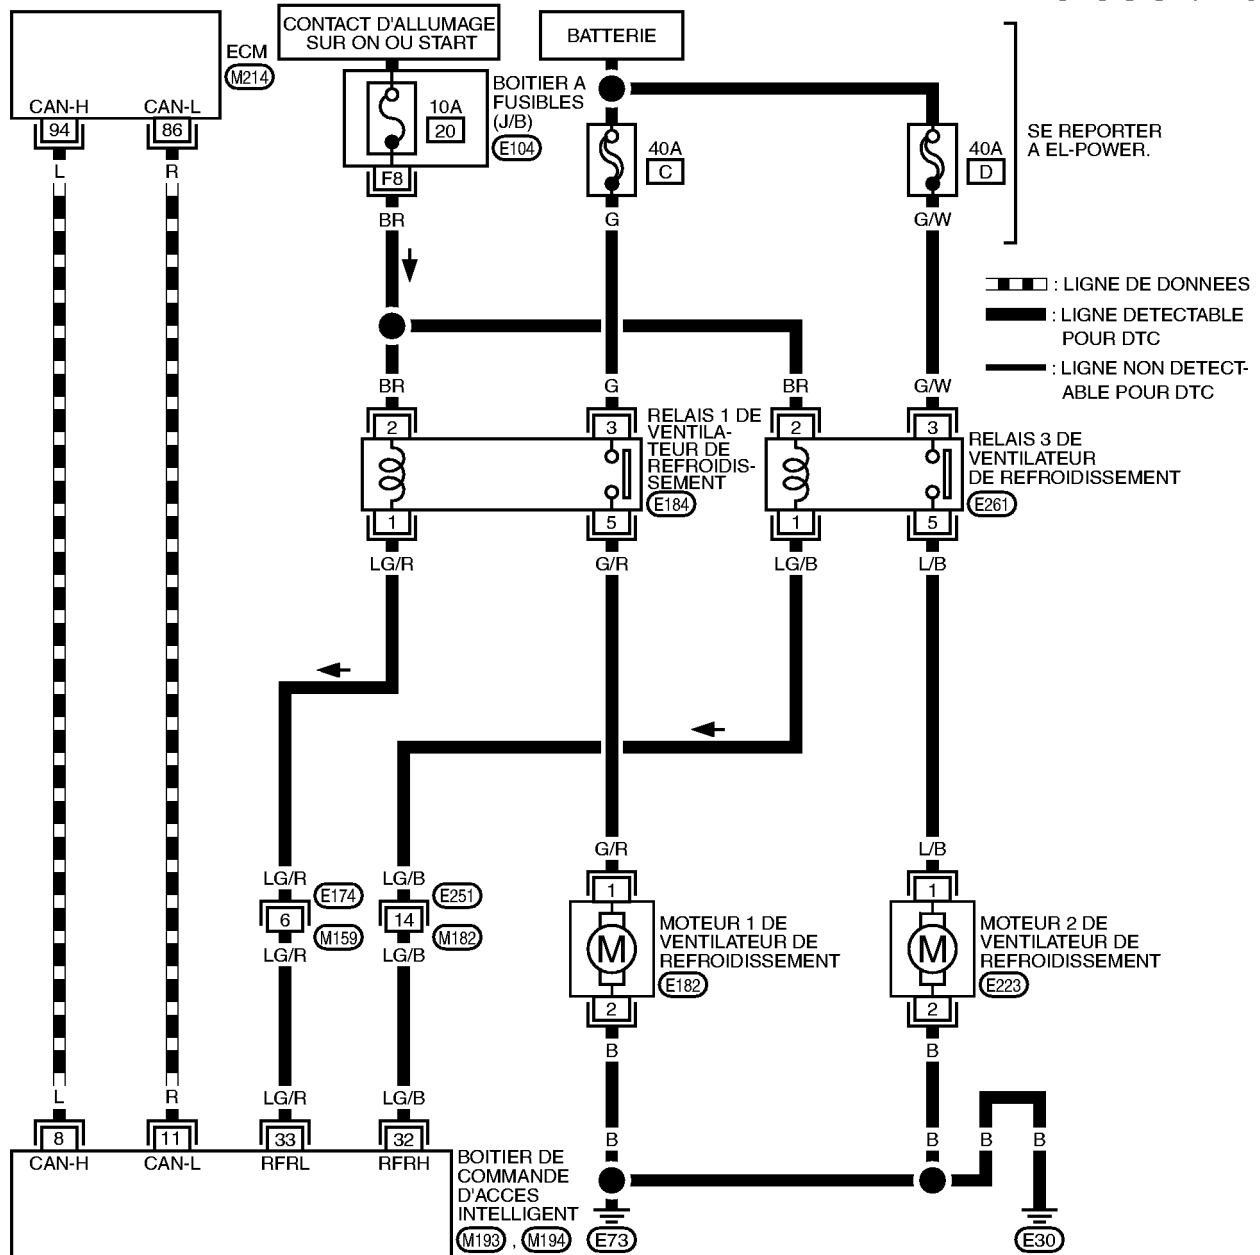 CONTACT D'ALLUMAGE
SUR ON OU START
BATTERIE
ECM
M214
CAN-H
CAN-L
94
86
L
R
10A
20
BOITIER A
FUSIBLES
(J/B)
E104
F8
BR
40A
C
G
40A
D
G/W
SE REPORTER
A EL-POWER.
: LIGNE DE DONNEES
: LIGNE DETECTABLE
POUR DTC
: LIGNE NON DETECT-
ABLE POUR DTC
BR
G
BR
G/W
2
3
2
3
RELAIS 1 DE
VENTILA-
TEUR DE
REFROIDIS-
SEMENT
E184
RELAIS 3 DE
VENTILATEUR
DE REFROIDISSEMENT
E261
1
5
1
5
LG/R
G/R
LG/B
L/B
G/R
L/B
LG/R
E174
LG/B
E251
6
M159
14
M182
LG/R
LG/B
1
M
2
MOTEUR 1 DE
VENTILATEUR DE
REFROIDISSEMENT
E182
1
M
2
MOTEUR 2 DE
VENTILATEUR DE
REFROIDISSEMENT
E223
B
B
L
R
LG/R
LG/B
8
11
33
32
CAN-H
CAN-L
RFRL
RFRH
BOITIER DE
COMMANDE
D'ACCES
INTELLIGENT
M193 , M194
B
B
B
B
E73
E30